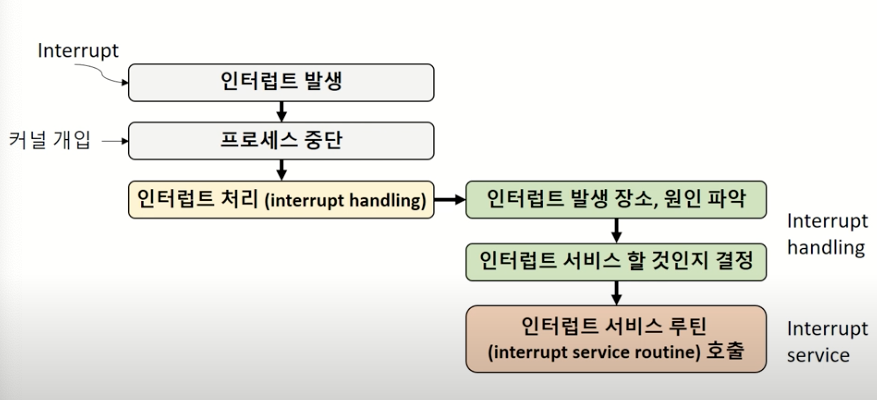 Interrupt
인터럽트 발생
커널 개입
프로세스 중단
인터럽트 처리 (interrupt handling)
인터럽트 발생 장소, 원인 파악
Interrupt
handling
인터럽트 서비스 할 것인지 결정
인터럽트 서비스 루틴
(interrupt service routine) 호출
Interrupt
service